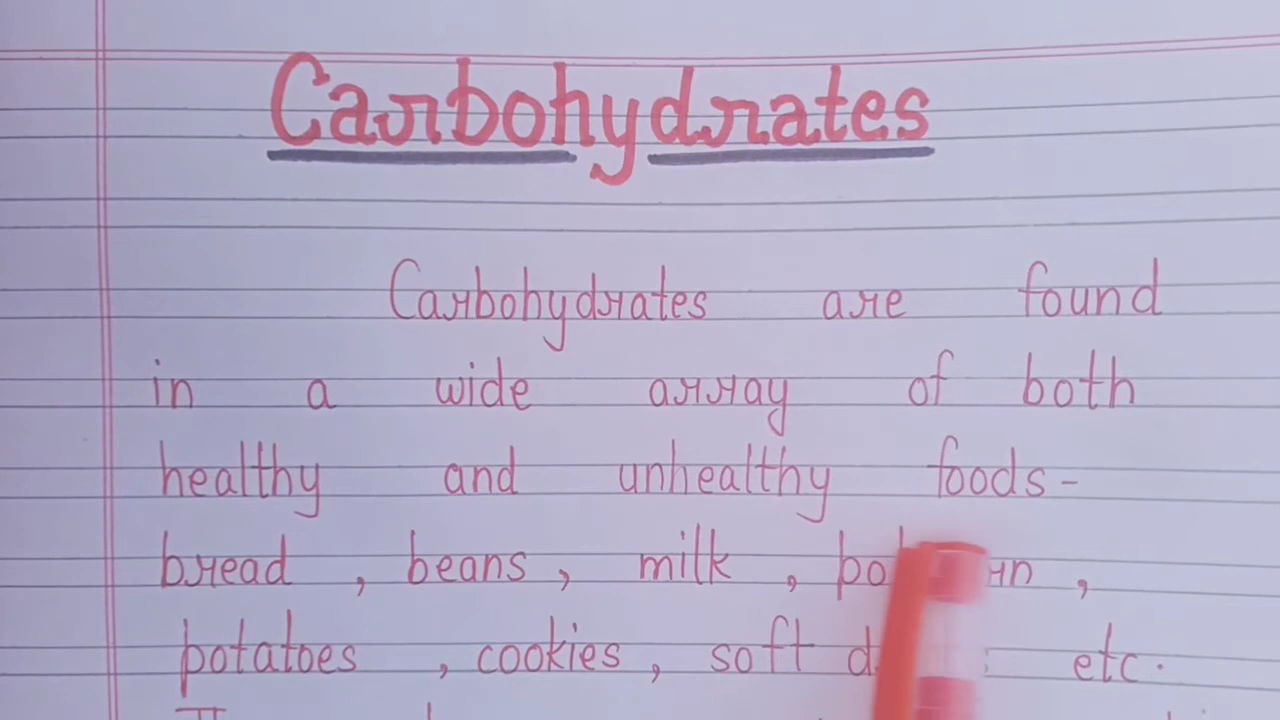 Carbohydrates
Carbohydrates are found
in a wide array of both
healthy and unhealthy foods-
bread , beans , milk , ,
potatoes , cookies , soft etc.